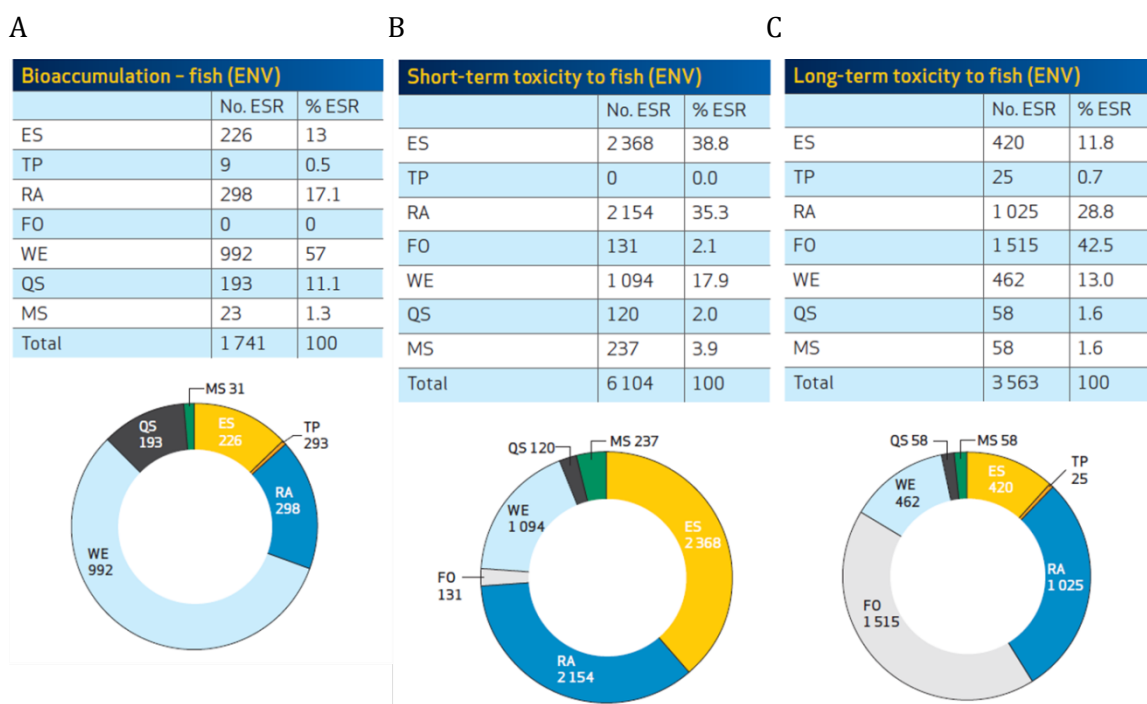 A
B
C
Bioaccumulation – fish (ENV)
No. ESR % ESR
ES 226 13
TP 9 0.5
RA 298 17.1
FO 0 0
WE 992 57
QS 193 11.1
MS 23 1.3
Total 1 741 100
MS 31
QS
193
ES
226
TP
293
RA
298
WE
992
Short-term toxicity to fish (ENV)
No. ESR % ESR
ES 2 368 38.8
TP 0 0.0
RA 2 154 35.3
FO 131 2.1
WE 1 094 17.9
QS 120 2.0
MS 237 3.9
Total 6 104 100
QS 120
MS 237
WE
1 094
ES
2 368
FO
131
RA
2 154
Long-term toxicity to fish (ENV)
No. ESR % ESR
ES 420 11.8
TP 25 0.7
RA 1 025 28.8
FO 1 515 42.5
WE 462 13.0
QS 58 1.6
MS 58 1.6
Total 3 563 100
QS 58
MS 58
ES
420
TP
25
WE
462
RA
1 025
FO
1 515